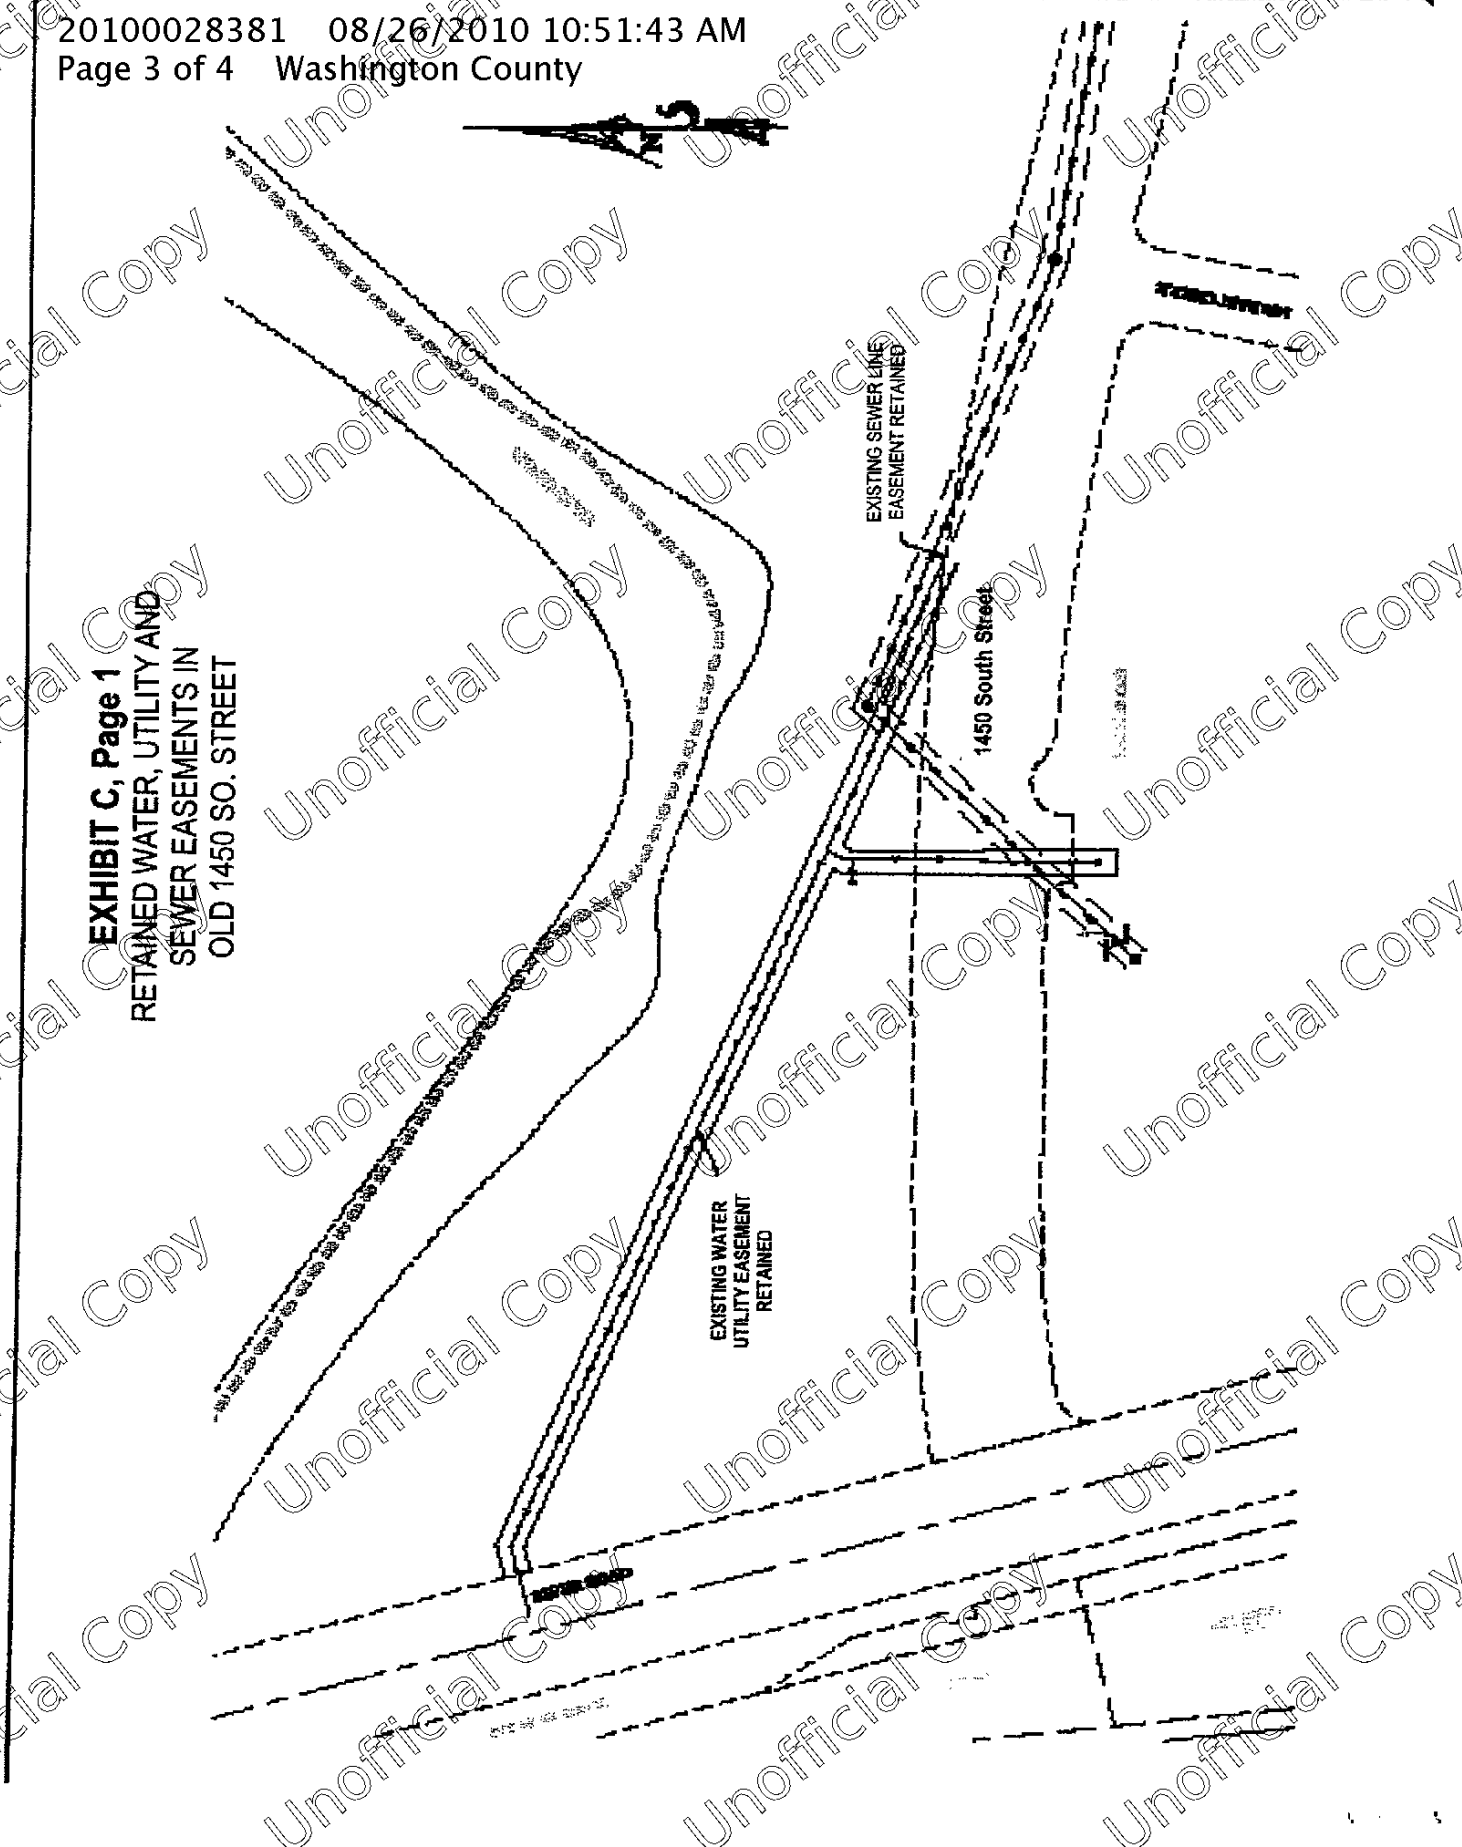 20100028381 08/26/2010 10:51:43 AM
Page 3 of 4 Washington County
EXHIBIT C, Page 1
RETAINED WATER, UTILITY AND
SEWER EASEMENTS IN
OLD 1450 SO. STREET
N
EXISTING SEWER LINE
EASEMENT RETAINED
1450 South Street
EXISTING WATER
UTILITY EASEMENT
RETAINED
Unofficial Copy